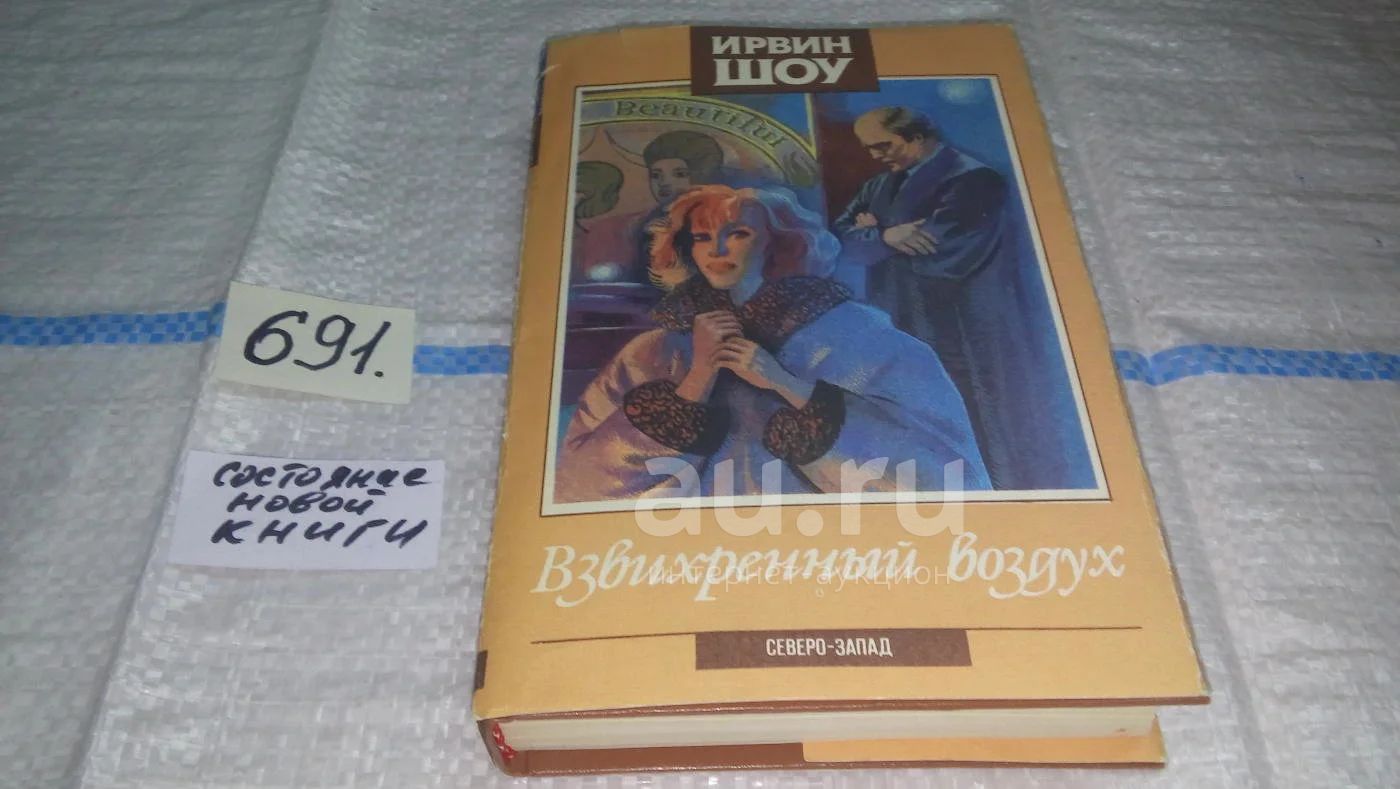 ИРВИН
ШОУ
Beautiful
691.
состояние
новой
книги
au.ru
интернет-аукцион
Взвихренный воздух
СЕВЕРО-ЗАПАД